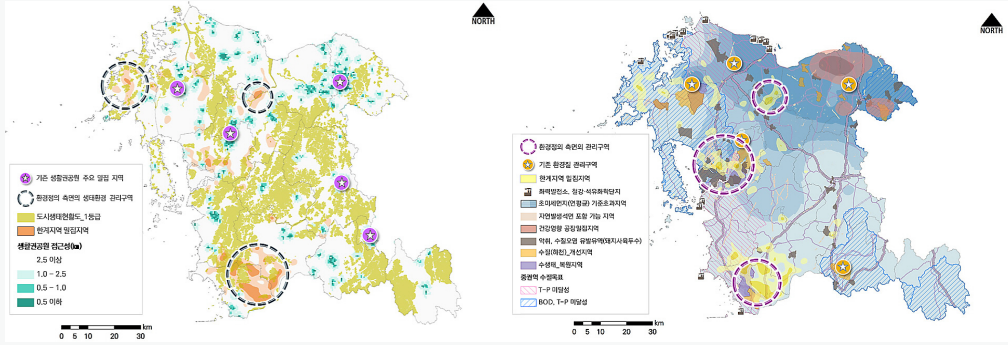 NORTH
기존 생활권공원 주요 밀집 지역
환경정의 측면의 생태환경 관리구역
도시생태현황도_1등급
한계지역 밀집지역
생활권공원 접근성(㎞)
2.5 이상
1.0 - 2.5
0.5 - 1.0
0.5 이하
km
0 5 10 20 30
NORTH
환경정의 측면의 관리구역
기존 환경질 관리구역
한계지역 밀집지역
화력발전소, 철강·석유화학단지
초미세먼지(연평균) 기준초과지역
자연발생석면 포함 가능 지역
건강영향 공장밀집지역
악취, 수질오염 유발유역(돼지사육두수)
수질(하천)_개선지역
수생태_복원지역
중권역 수질목표
T-P 미달성
BOD, T-P 미달성
km
0 5 10 20 30